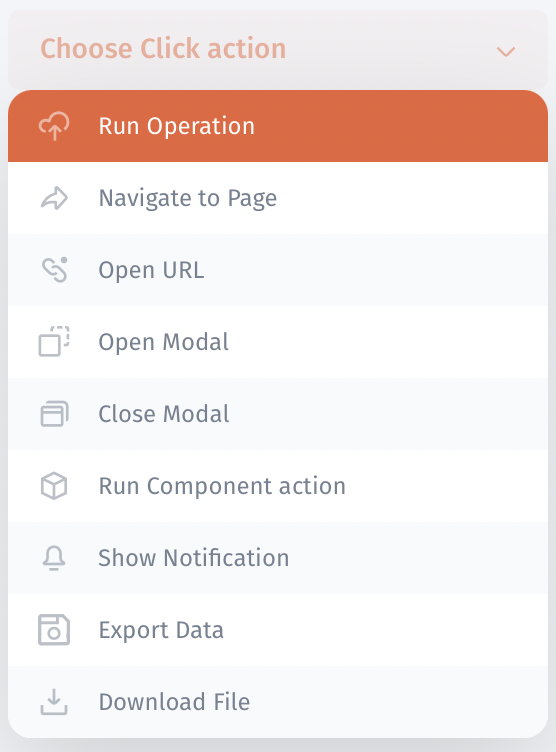 Choose Click action
Run Operation
Navigate to Page
Open URL
Open Modal
Close Modal
Run Component action
Show Notification
Export Data
Download File